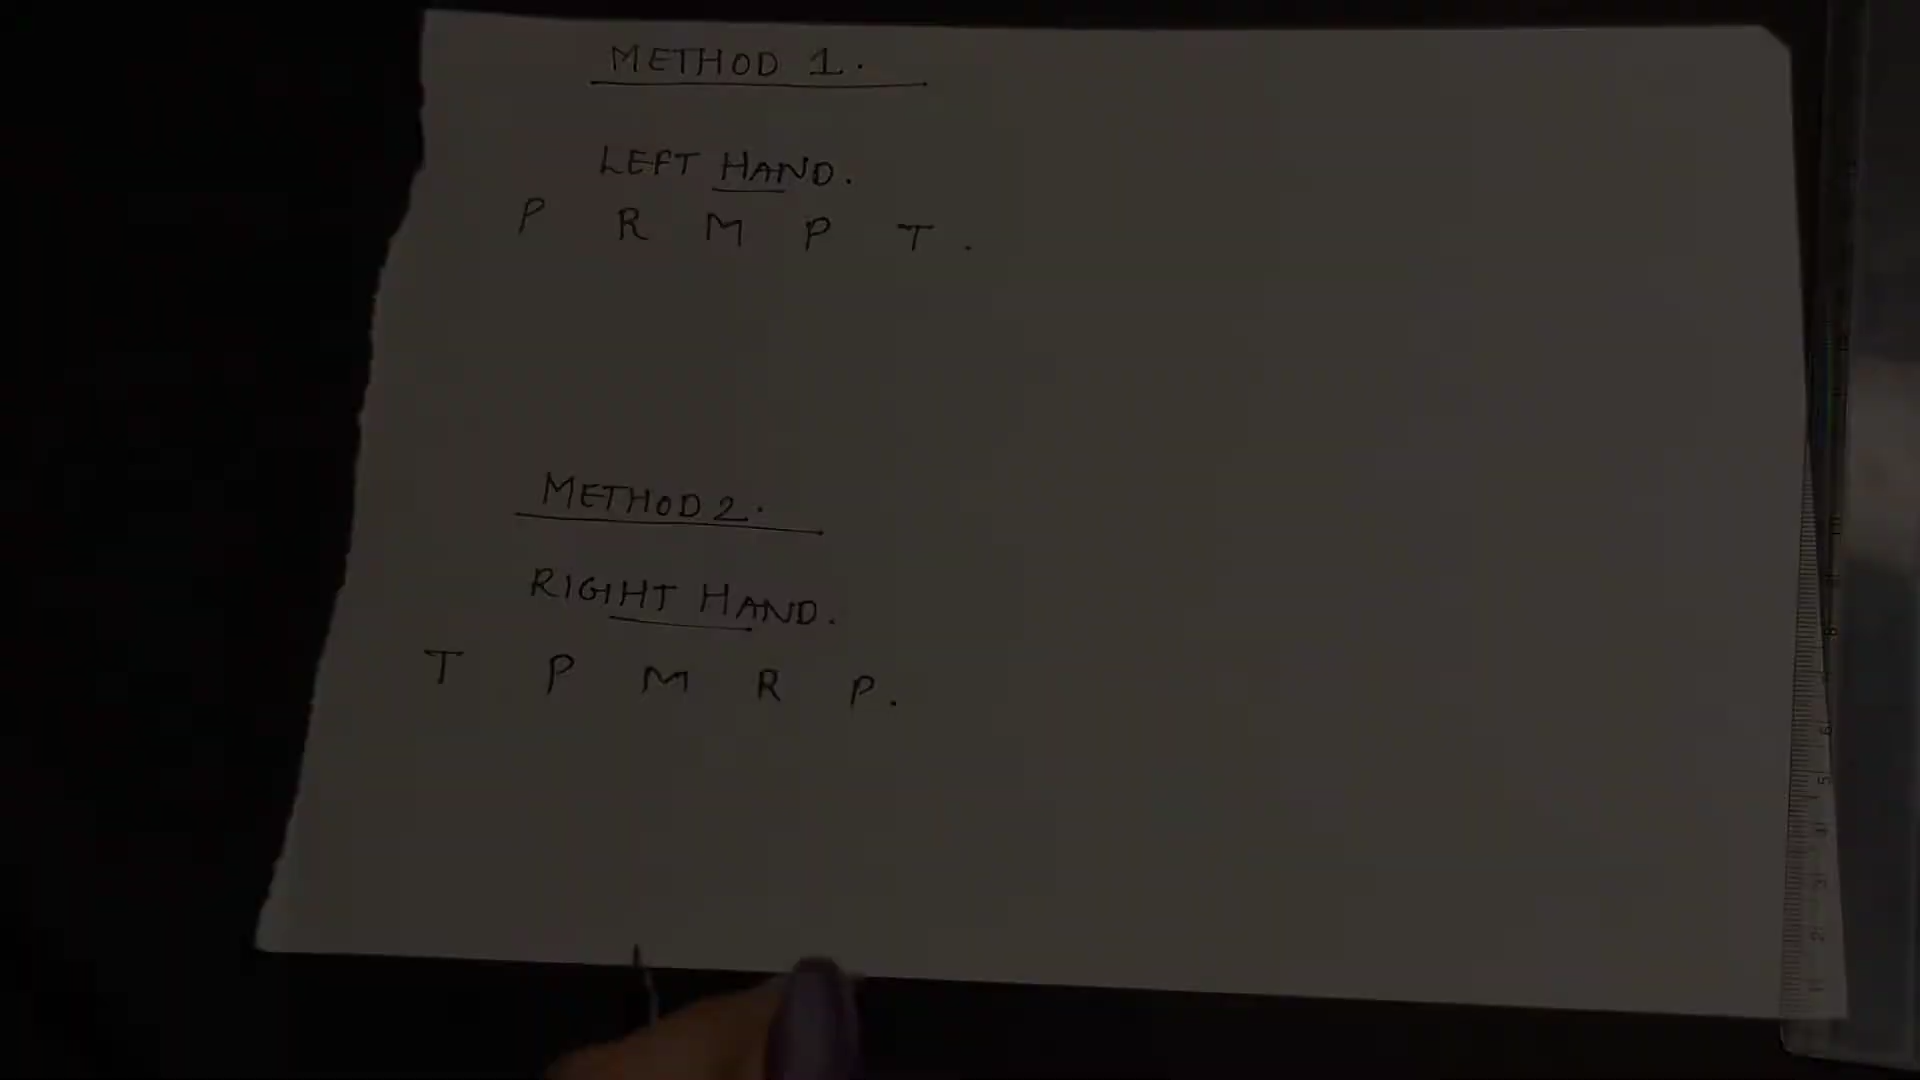 METHOD 1.
LEFT HAND.
P R M P T.
METHOD 2.
RIGHT HAND.
T P M R P.